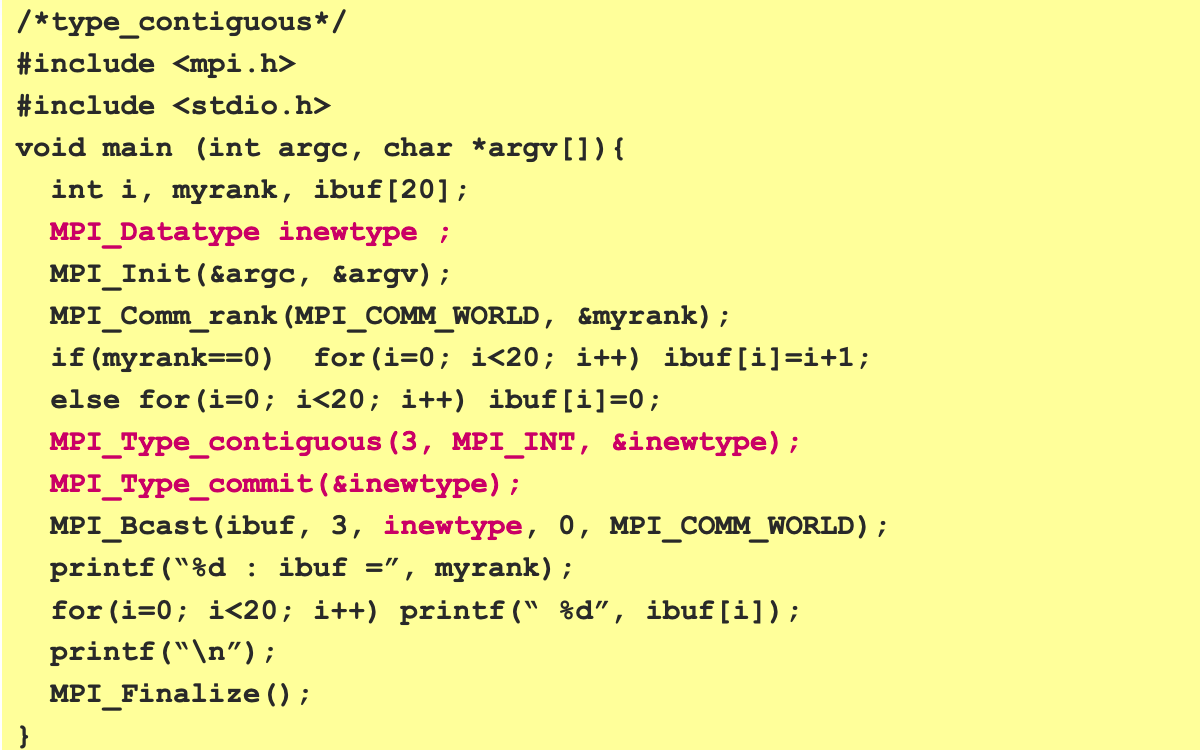 /*type_contiguous*/
#include <mpi.h>
#include <stdio.h>
void main (int argc, char *argv[]){
  int i, myrank, ibuf[20];
  MPI_Datatype inewtype ;
  MPI_Init(&argc, &argv);
  MPI_Comm_rank(MPI_COMM_WORLD, &myrank);
  if(myrank==0)  for(i=0; i<20; i++) ibuf[i]=i+1;
  else for(i=0; i<20; i++) ibuf[i]=0;
  MPI_Type_contiguous(3, MPI_INT, &inewtype);
  MPI_Type_commit(&inewtype);
  MPI_Bcast(ibuf, 3, inewtype, 0, MPI_COMM_WORLD);
  printf(“%d : ibuf =”, myrank);
  for(i=0; i<20; i++) printf(“ %d”, ibuf[i]);
  printf(“\n”);
  MPI_Finalize();
}